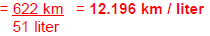 = 622 km = 12.196 km / liter
51 liter